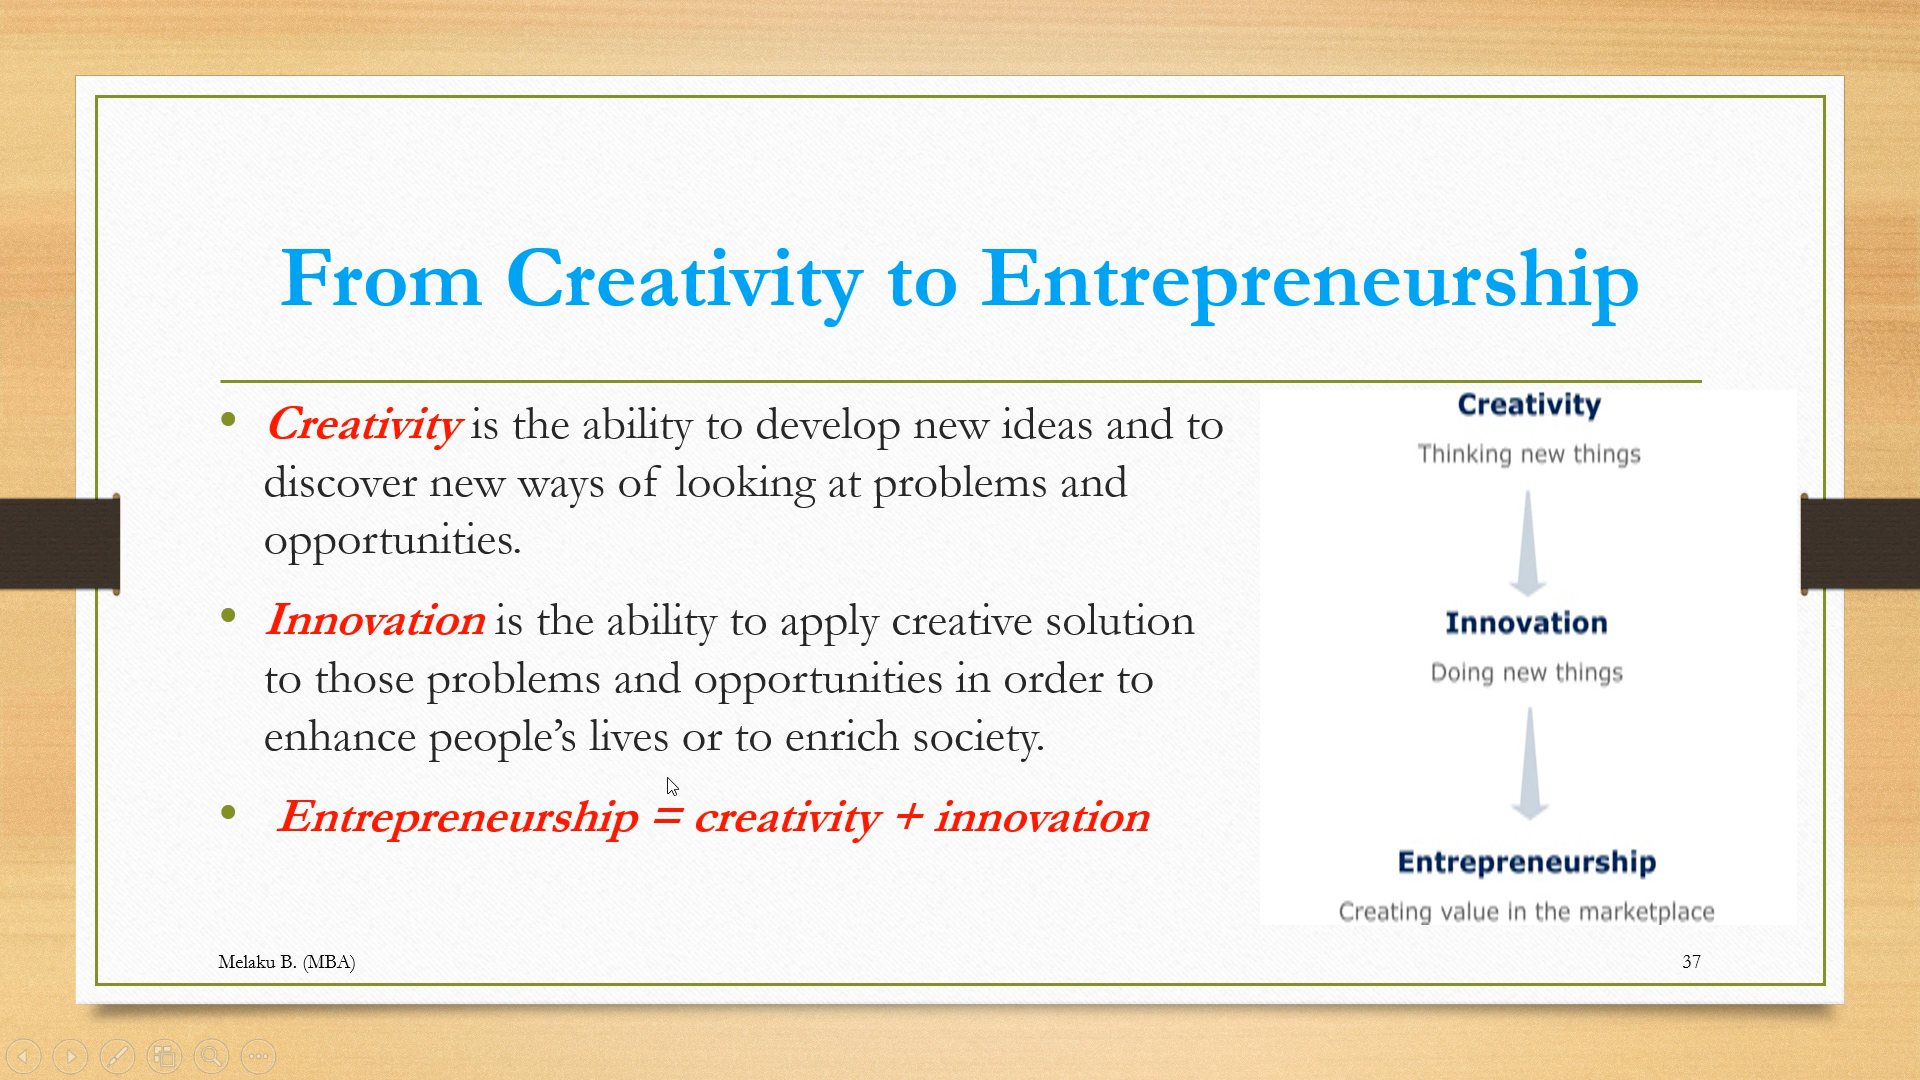 From Creativity to Entrepreneurship
• Creativity is the ability to develop new ideas and to
discover new ways of looking at problems and
opportunities.
• Innovation is the ability to apply creative solution
to those problems and opportunities in order to
enhance people’s lives or to enrich society.
• Entrepreneurship = creativity + innovation
Creativity
Thinking new things
Innovation
Doing new things
Entrepreneurship
Creating value in the marketplace
Melaku B. (MBA)
37